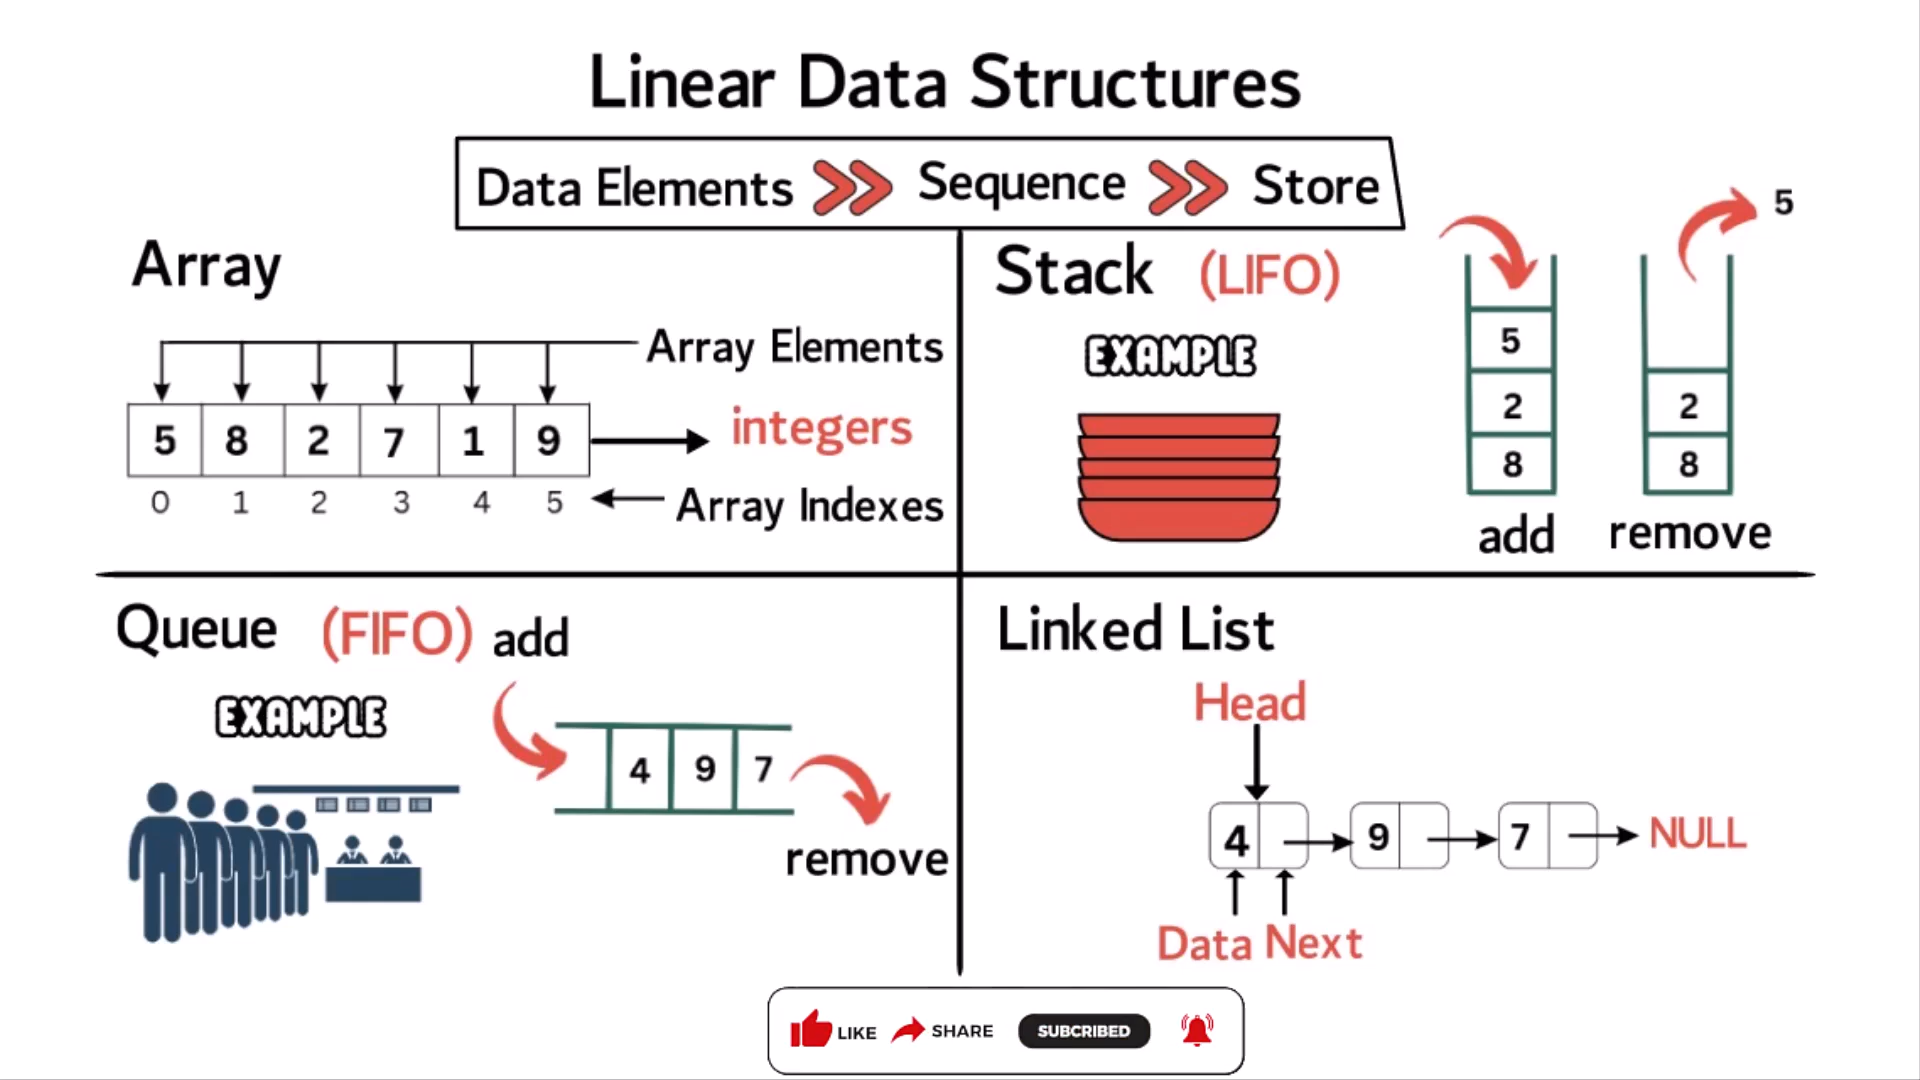 Linear Data Structures
Data Elements Sequence Store
Array
Array Elements
5 8 2 7 1 9
integers
0 1 2 3 4 5
Array Indexes
Stack (LIFO)
EXAMPLE
5
2
8
add
5
2
8
remove
Queue (FIFO) add
EXAMPLE
4 9 7
remove
Linked List
Head
4 9 7 NULL
Data Next
LIKE SHARE SUBCRIBED